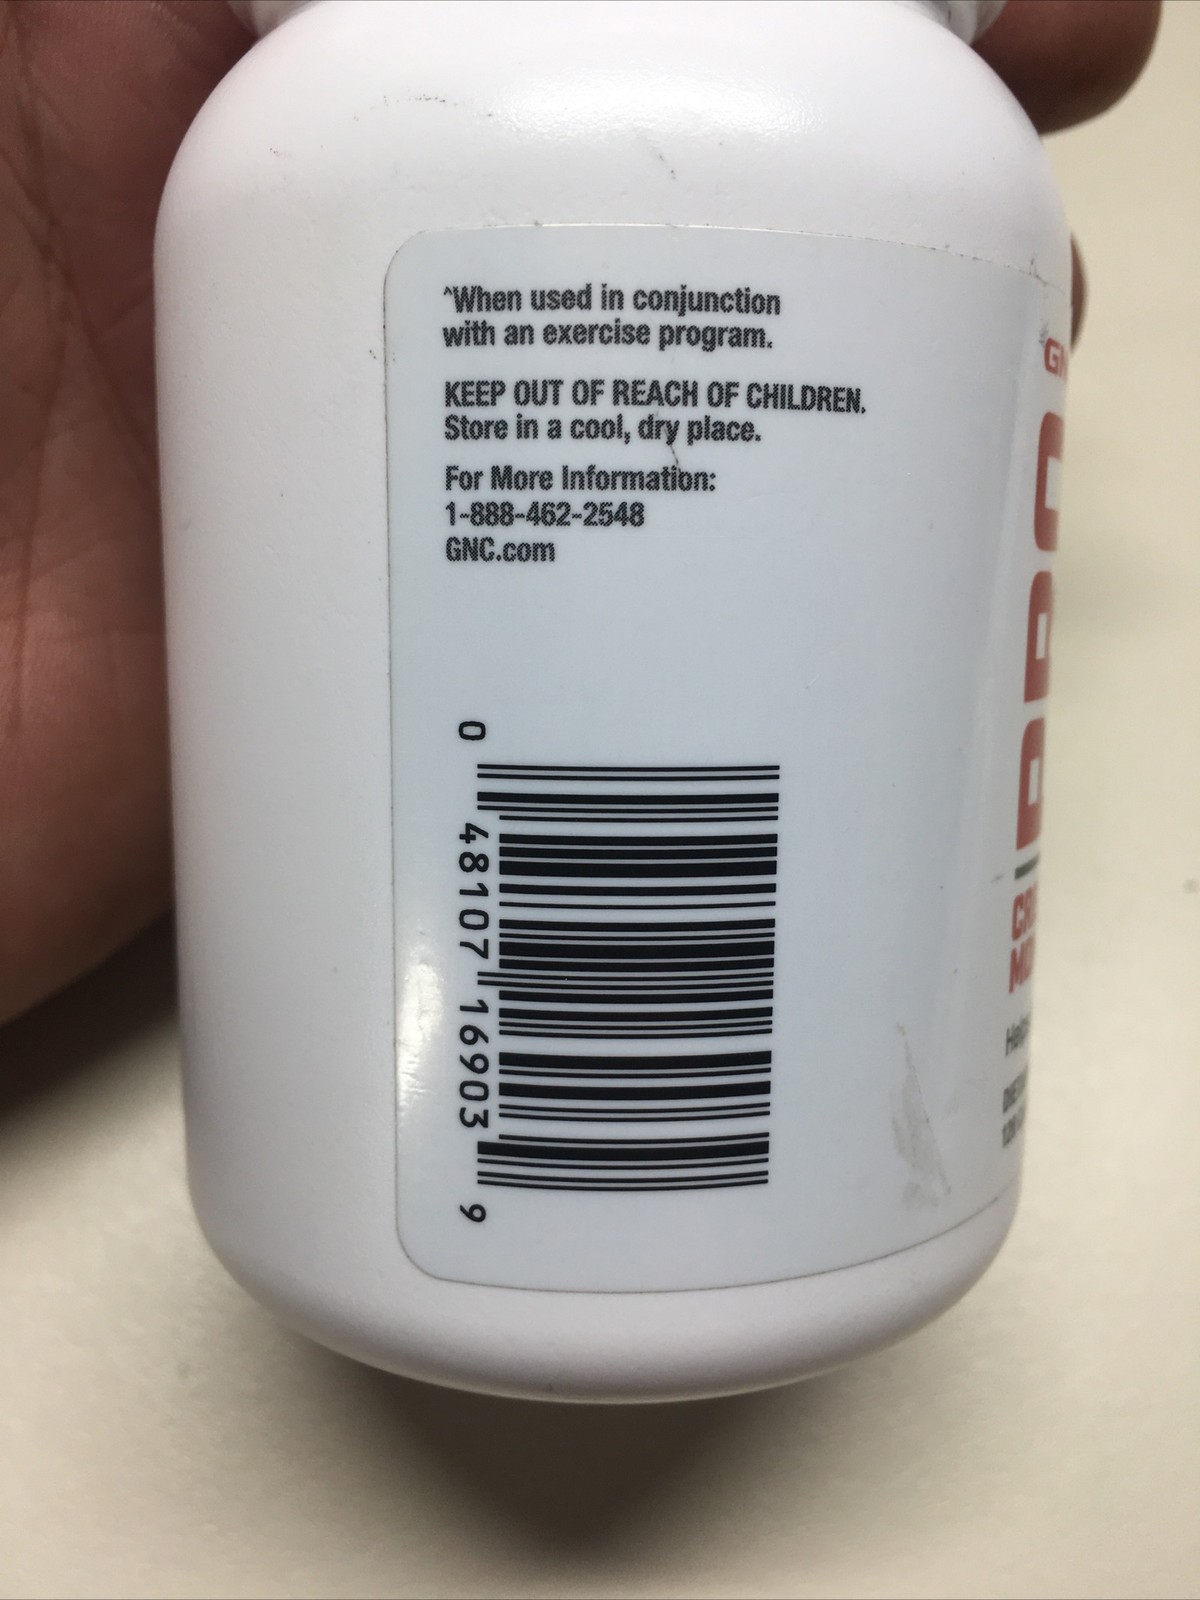 ^When used in conjunction
with an exercise program.
KEEP OUT OF REACH OF CHILDREN.
Store in a cool, dry place.
For More Information:
1-888-462-2548
GNC.com
0 48107 16903 9